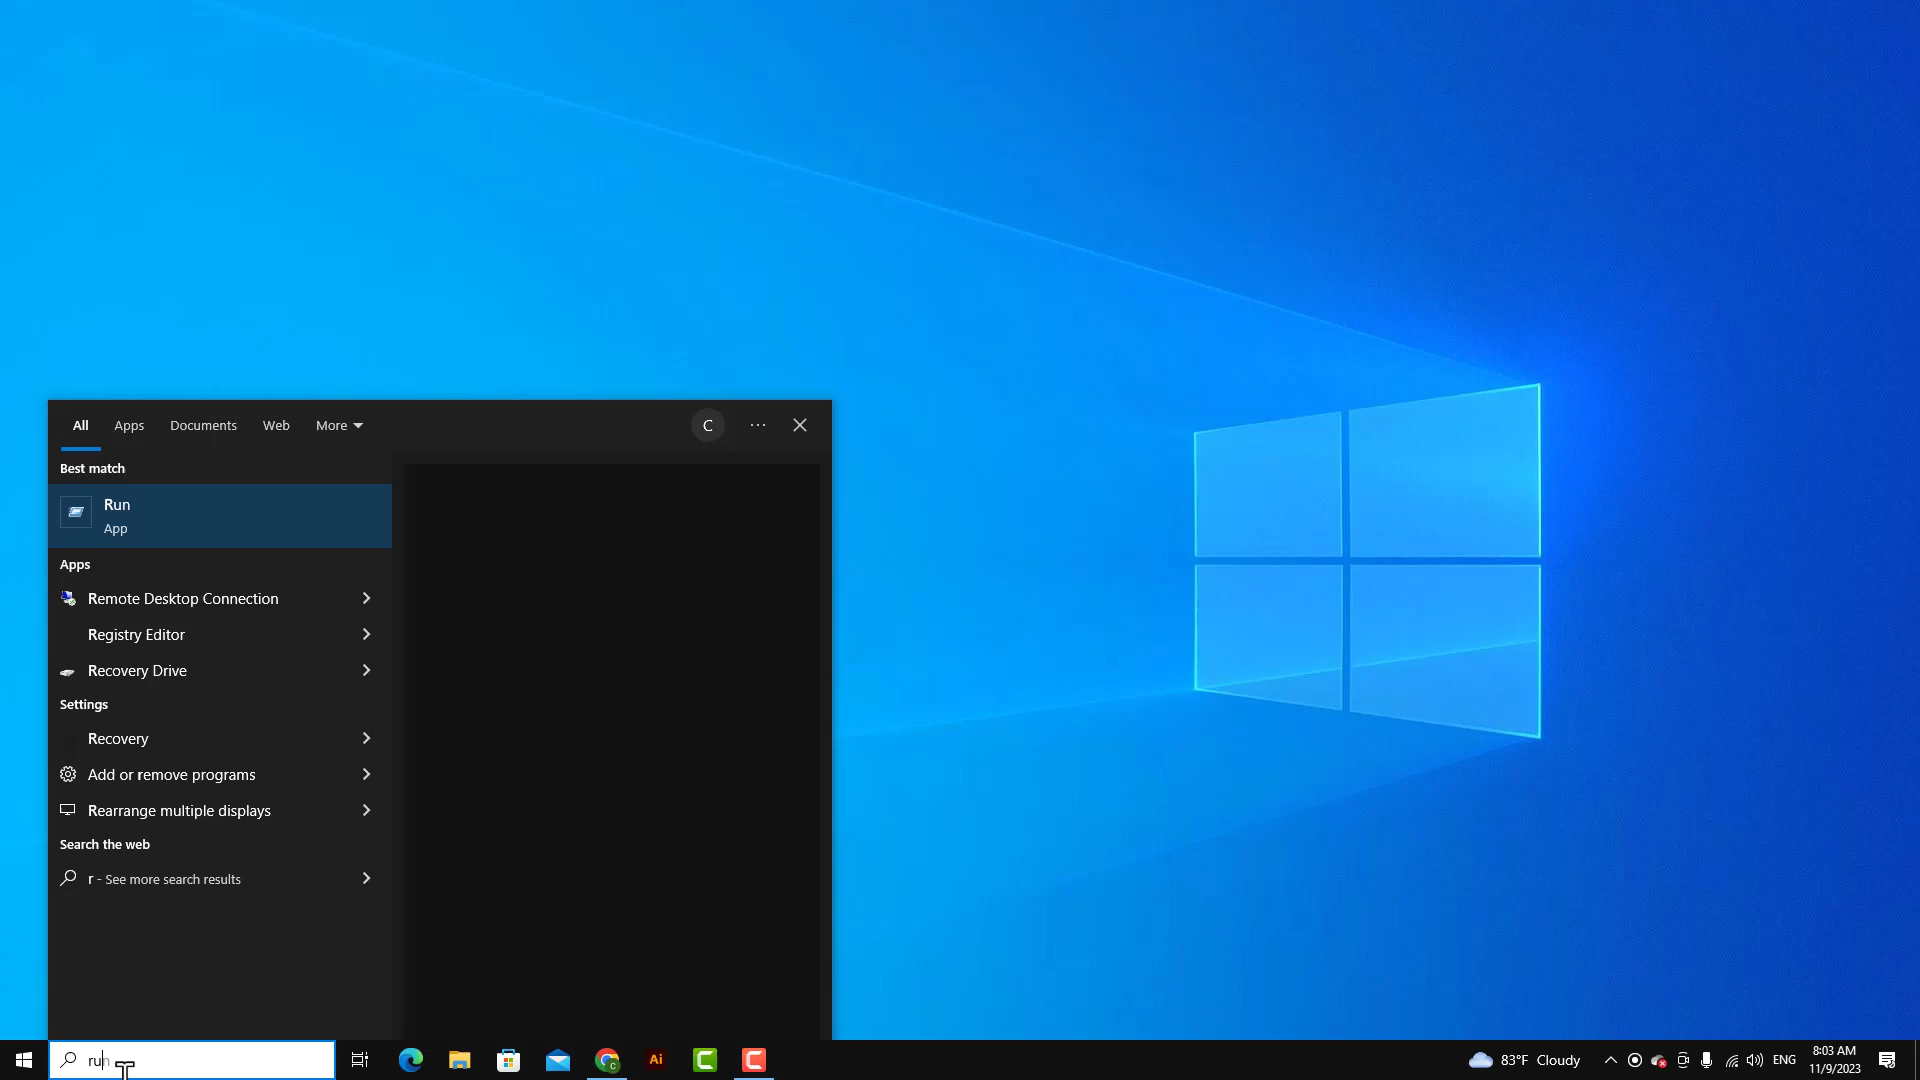 All
Apps
Documents
Web
More
C
Best match
Run
App
Apps
Remote Desktop Connection
Registry Editor
Recovery Drive
Settings
Recovery
Add or remove programs
Rearrange multiple displays
Search the web
r - See more search results
run
Ai
83°F Cloudy
ENG
8:03 AM
11/9/2023